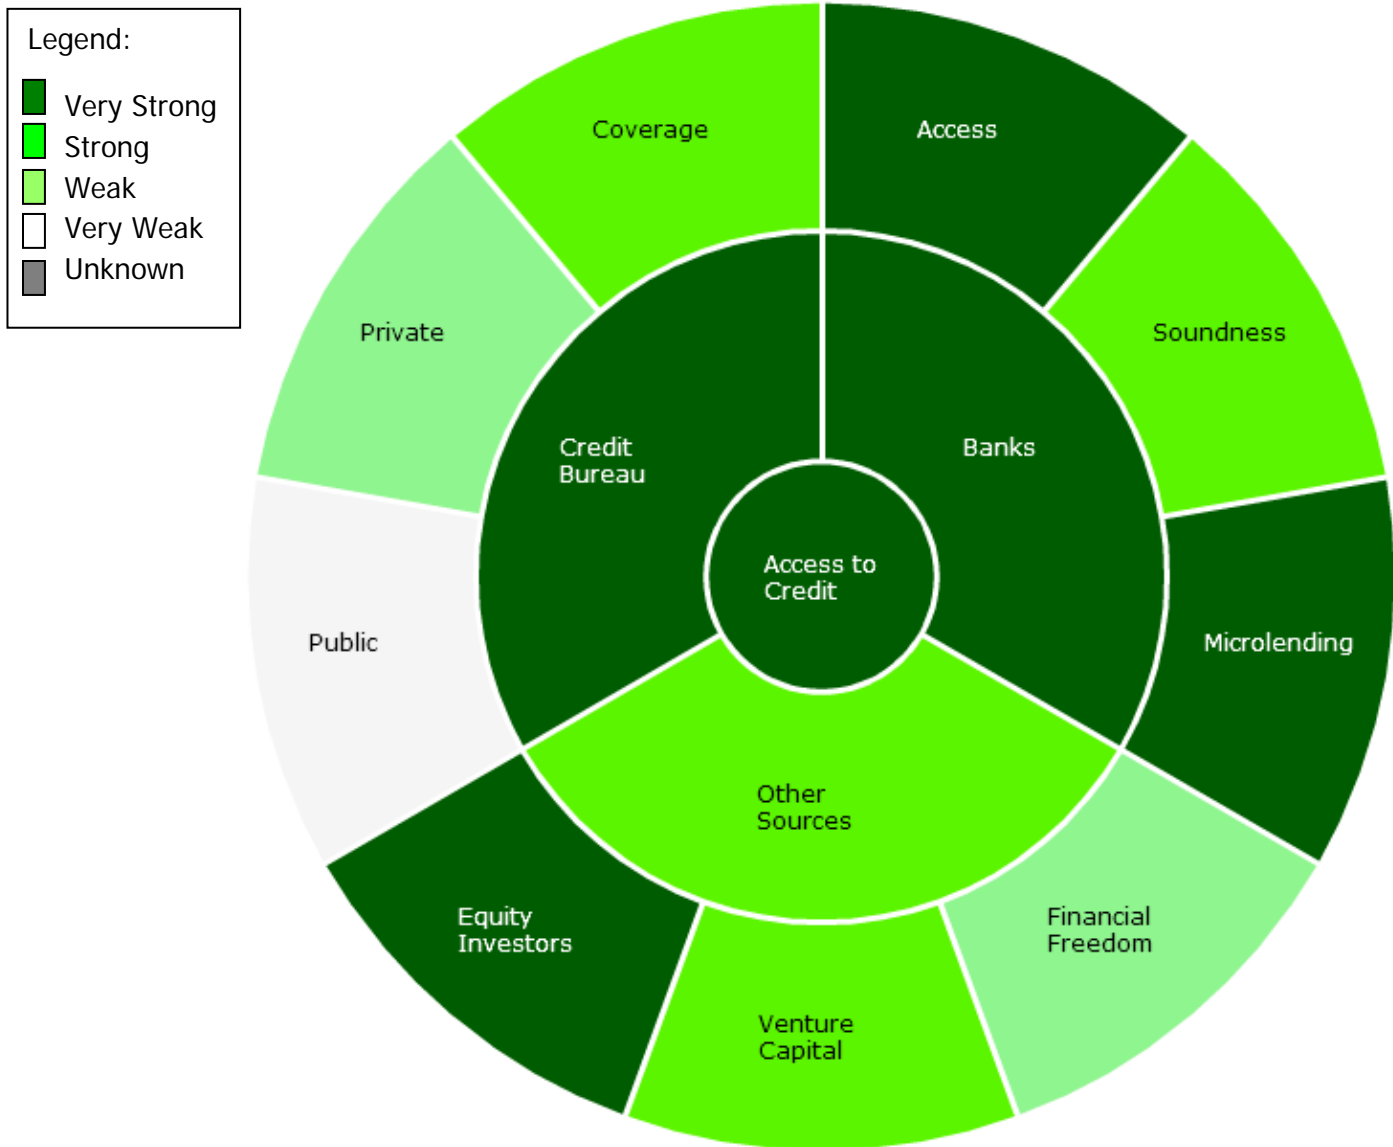 Legend:
Very Strong
Strong
Weak
Very Weak
Unknown
Coverage
Access
Private
Soundness
Credit
Bureau
Banks
Access to
Credit
Public
Microlending
Other
Sources
Equity
Investors
Financial
Freedom
Venture
Capital